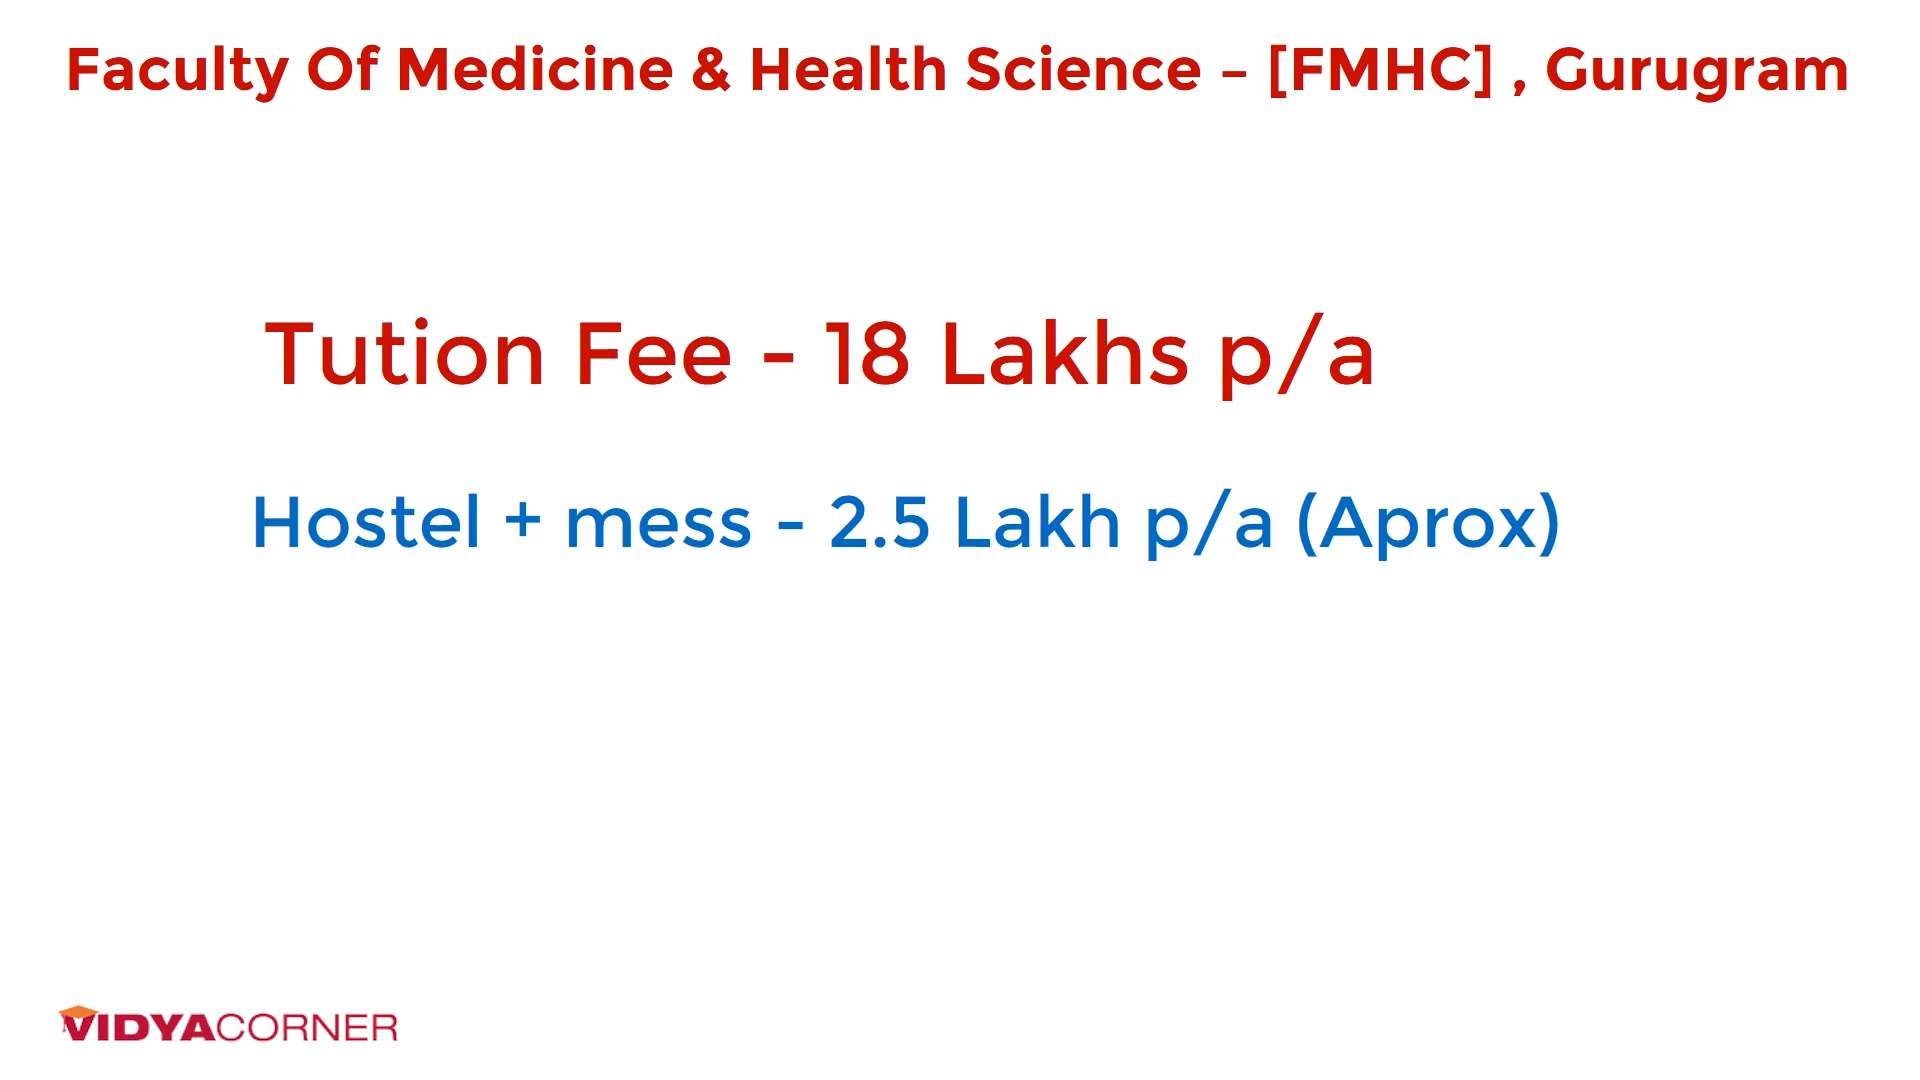 Faculty Of Medicine & Health Science – [FMHC] , Gurugram
Tution Fee - 18 Lakhs p/a
Hostel + mess - 2.5 Lakh p/a (Aprox)
VIDYACORNER